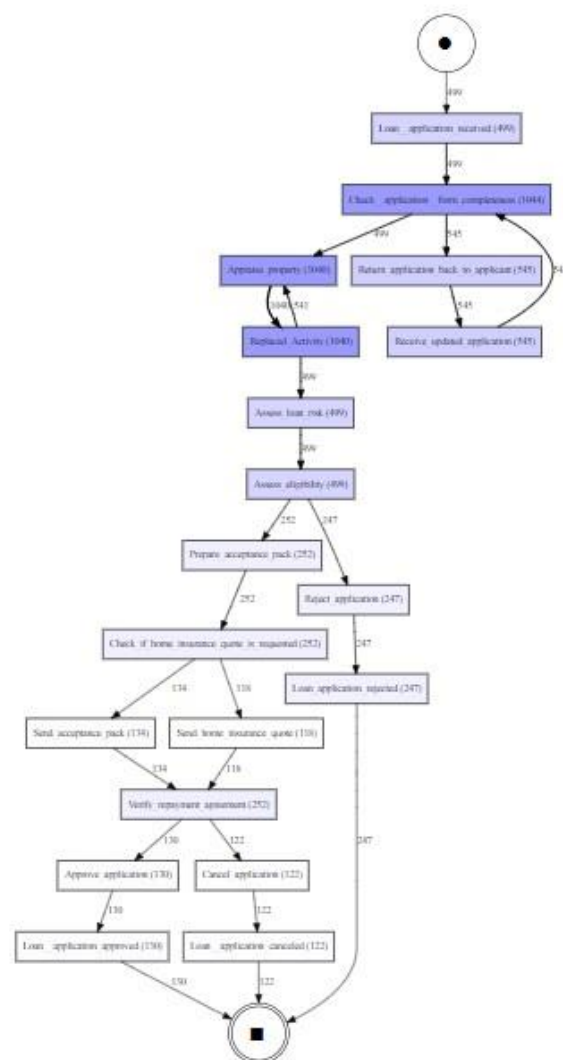 499
Loan application received (499)
499
Check application form completeness (1044)
499
545
54
Appraise property (1040)
Return application back to applicant (545)
1040
541
545
Replaced Activity (1040)
Receive updated application (545)
499
Assess loan risk (499)
499
Assess eligibility (499)
252
247
Prepare acceptance pack (252)
252
Reject application (247)
247
Check if home insurance quote is requested (252)
Loan application rejected (247)
134
118
Send acceptance pack (134)
Send home insurance quote (118)
134
118
Verify repayment agreement (252)
247
130
122
Approve application (130)
Cancel application (122)
130
122
Loan application approved (130)
Loan application canceled (122)
130
122